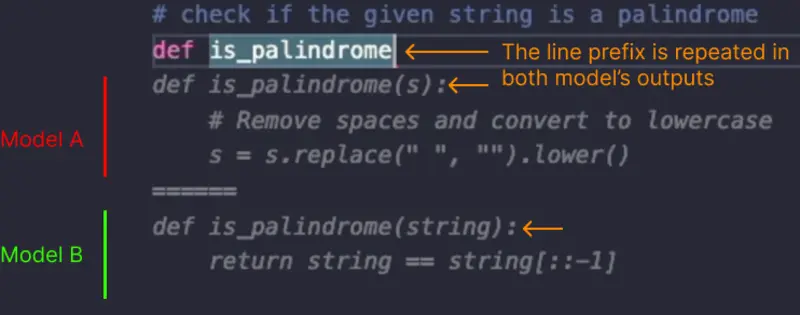 # check if the given string is a palindrome
def is_palindrome
The line prefix is repeated in
both model's outputs
Model A
def is_palindrome(s):
# Remove spaces and convert to lowercase
s = s.replace(" ", "").lower()
======
Model B
def is_palindrome(string):
return string == string[::-1]